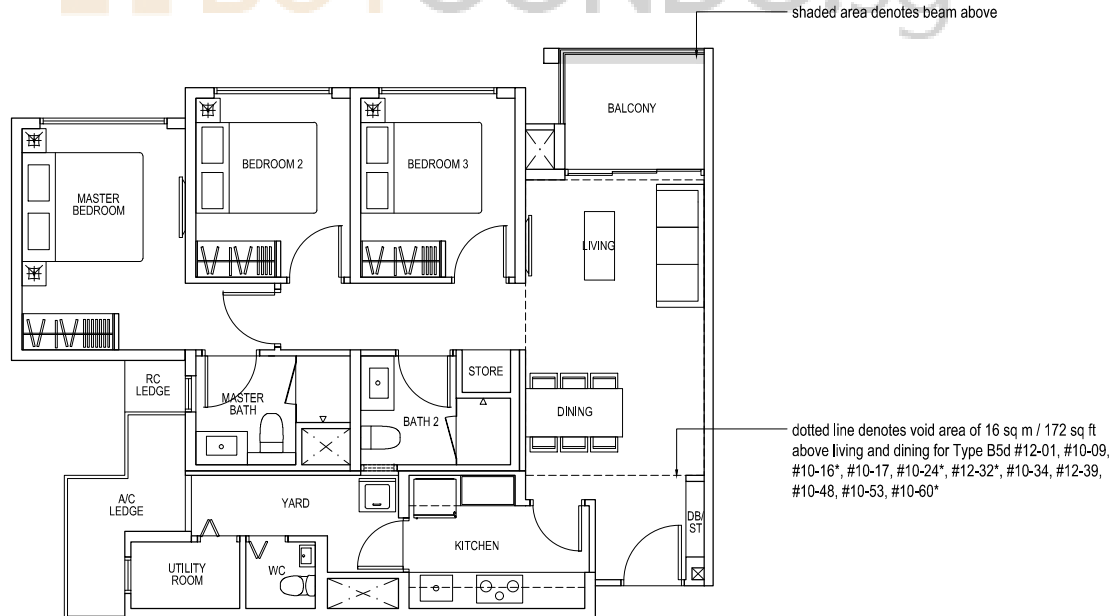 shaded area denotes beam above
BALCONY
BEDROOM 2
BEDROOM 3
MASTER
BEDROOM
LIVING
RC
LEDGE
MASTER
BATH
BATH 2
STORE
DINING
dotted line denotes void area of 16 sq m / 172 sq ft
above living and dining for Type B5d #12-01, #10-09,
#10-16*, #10-17, #10-24*, #12-32*, #10-34, #12-39,
#10-48, #10-53, #10-60*
A/C
LEDGE
YARD
DB/
ST
KITCHEN
UTILITY
ROOM
WC